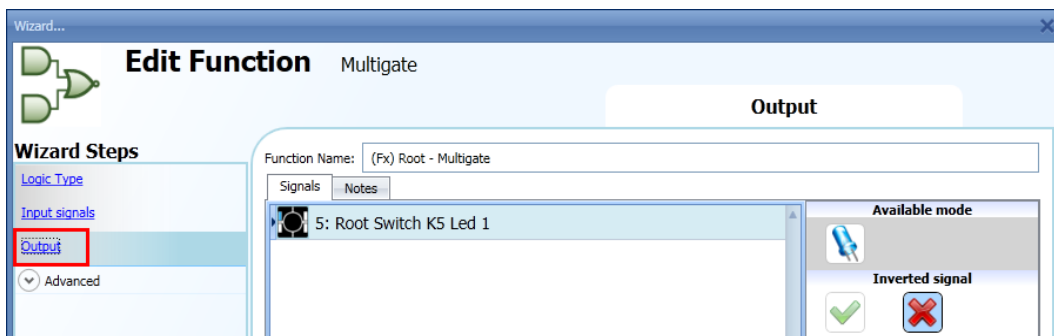 Wizard...
Edit Function Multigate
Output
Wizard Steps
Logic Type
Input signals
Output
Advanced
Function Name: (Fx) Root - Multigate
Signals Notes
5: Root Switch K5 Led 1
Available mode
Inverted signal